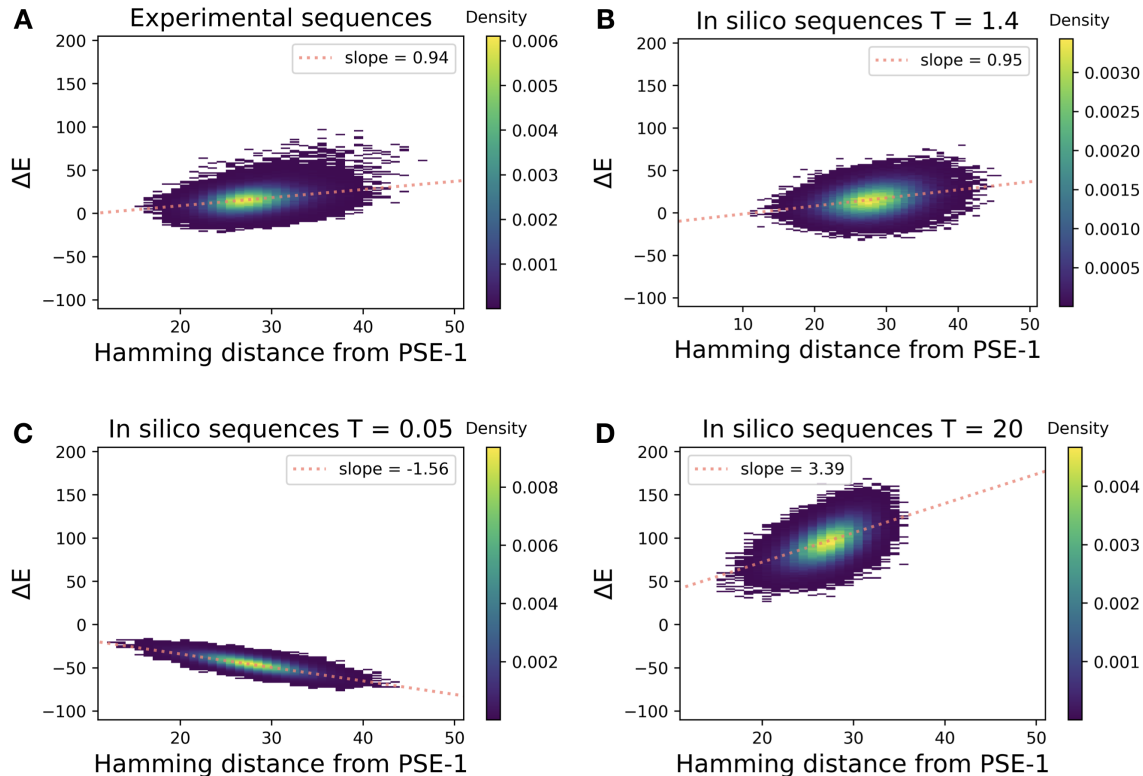 A
Experimental sequences
Density
slope = 0.94
200
150
100
50
0
−50
−100
ΔE
20
30
40
50
Hamming distance from PSE-1
0.006
0.005
0.004
0.003
0.002
0.001
B
In silico sequences T = 1.4
Density
slope = 0.95
200
150
100
50
0
−50
−100
ΔE
10
20
30
40
50
Hamming distance from PSE-1
0.0030
0.0025
0.0020
0.0015
0.0010
0.0005
C
In silico sequences T = 0.05
Density
slope = -1.56
200
150
100
50
0
−50
−100
ΔE
20
30
40
50
Hamming distance from PSE-1
0.008
0.006
0.004
0.002
D
In silico sequences T = 20
Density
slope = 3.39
200
150
100
50
0
−50
−100
ΔE
20
30
40
50
Hamming distance from PSE-1
0.004
0.003
0.002
0.001